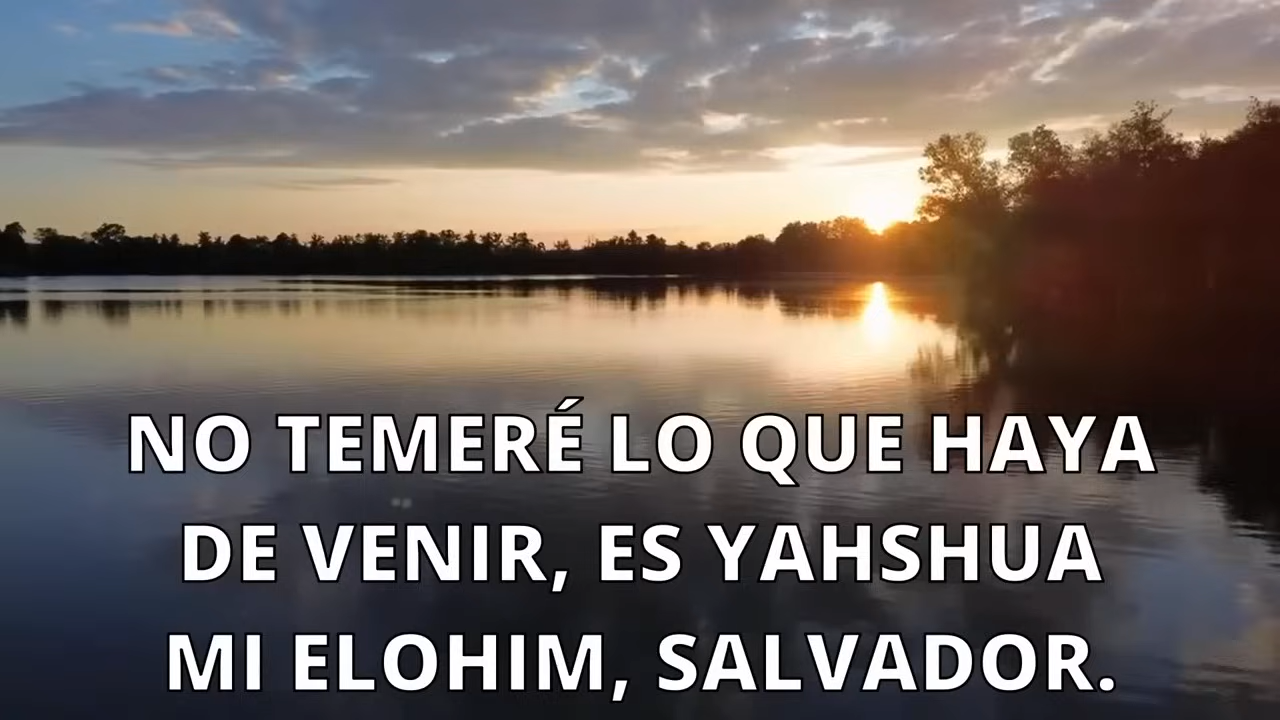 NO TEMERÉ LO QUE HAYA
DE VENIR, ES YAHSHUA
MI ELOHIM, SALVADOR.